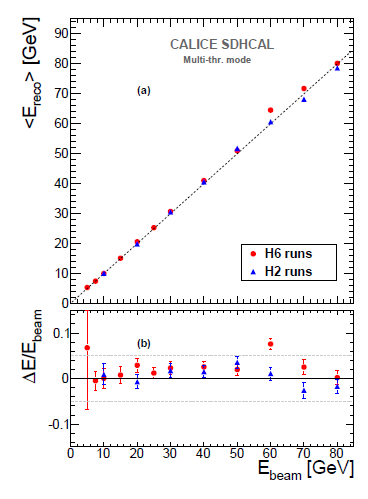 <E_reco> [GeV]
90
80
70
60
50
40
30
20
10
0
CALICE SDHCAL
Multi-thr. mode
(a)
H6 runs
H2 runs
ΔE/E_beam
0.1
0
-0.1
(b)
0 10 20 30 40 50 60 70 80
E_beam [GeV]